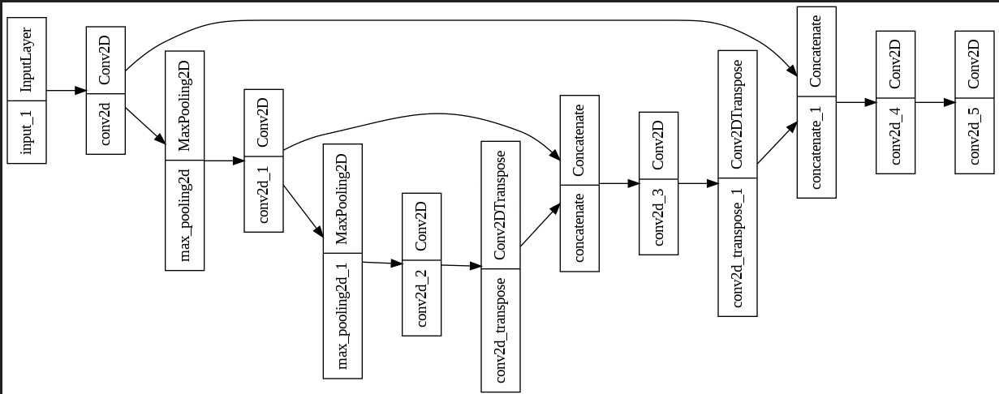 input_1
InputLayer
conv2d
Conv2D
max_pooling2d
MaxPooling2D
conv2d_1
Conv2D
max_pooling2d_1
MaxPooling2D
conv2d_2
Conv2D
conv2d_transpose
Conv2DTranspose
concatenate
Concatenate
conv2d_3
Conv2D
conv2d_transpose_1
Conv2DTranspose
concatenate_1
Concatenate
conv2d_4
Conv2D
conv2d_5
Conv2D